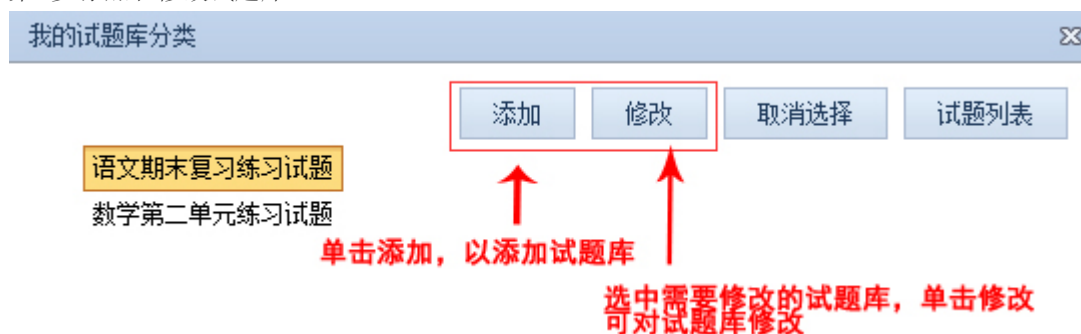 我的试题库分类
添加 修改 取消选择 试题列表
语文期末复习练习试题
数学第二单元练习试题
单击添加，以添加试题库
选中需要修改的试题库，单击修改
可对试题库修改